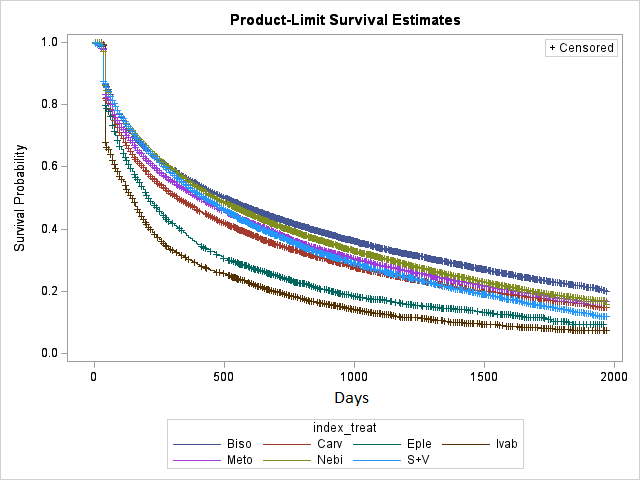 Product-Limit Survival Estimates
+ Censored
1.0
0.8
0.6
0.4
0.2
0.0
Survival Probability
0 500 1000 1500 2000
Days
index_treat
Biso Carv Eple Ivab
Meto Nebi S+V